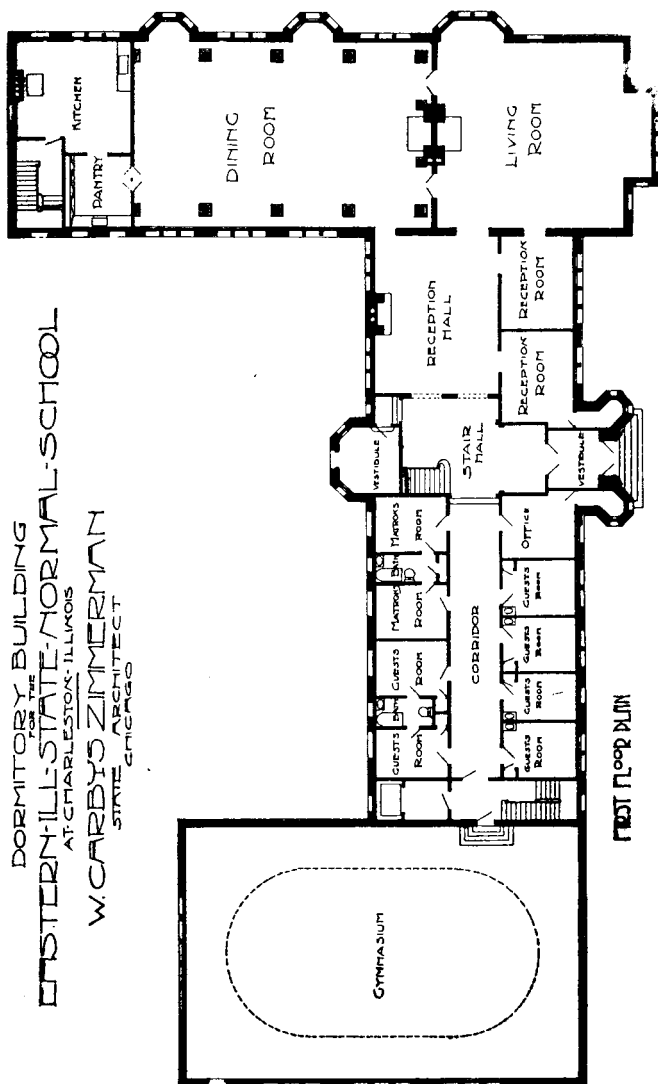 DORMITORY BUILDING
FOR THE
EASTERN-ILL-STATE-NORMAL-SCHOOL
AT-CHARLESTON-ILLINOIS
W. CARBYS ZIMMERMAN
STATE ARCHITECT
CHICAGO
KITCHEN
PANTRY
DINING
ROOM
LIVING
ROOM
RECEPTION
HALL
RECEPTION
ROOM
RECEPTION
ROOM
VESTIBULE
STAIR
HALL
VESTIBULE
MATRONS
ROOM
BATH
MATRONS
ROOM
GUESTS
ROOM
BATH
GUESTS
ROOM
CORRIDOR
OFFICE
GUESTS
ROOM
GUESTS
ROOM
GUESTS
ROOM
GUESTS
ROOM
GYMNASIUM
FIRST FLOOR PLAN